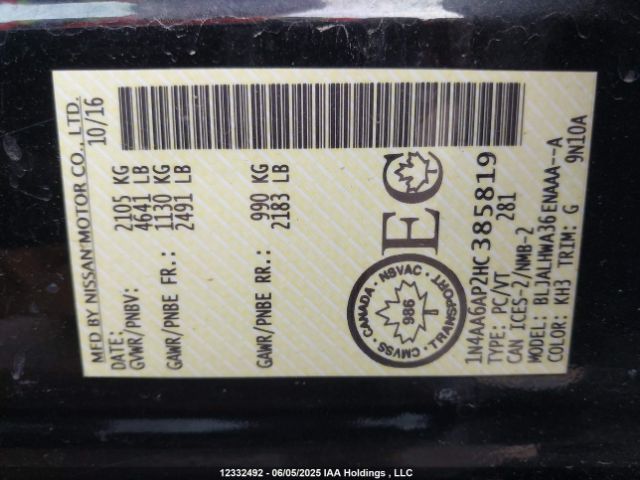 MFD BY NISSAN MOTOR CO., LTD.
DATE: 10/16
GVWR/PNBV: 2105 KG
4641 LB
GAWR/PNBE FR.: 1130 KG
2491 LB
GAWR/PNBE RR.: 990 KG
2183 LB
CANADA NSVAC
986
CMVSS TRANSPORT
EC
1N4AA6AP2HC385819
TYPE: PC/VT
281
CAN ICES-2/NMB-2
MODEL: BLJALHWA36ENAAA--A
COLOR: KH3 TRIM: G 9N10A
12332492 - 06/05/2025 IAA Holdings , LLC